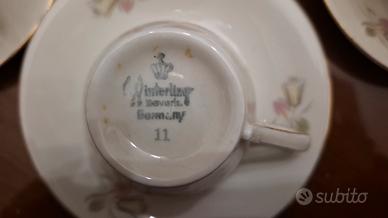 Winterling
Bavaria
Germany
11
subito